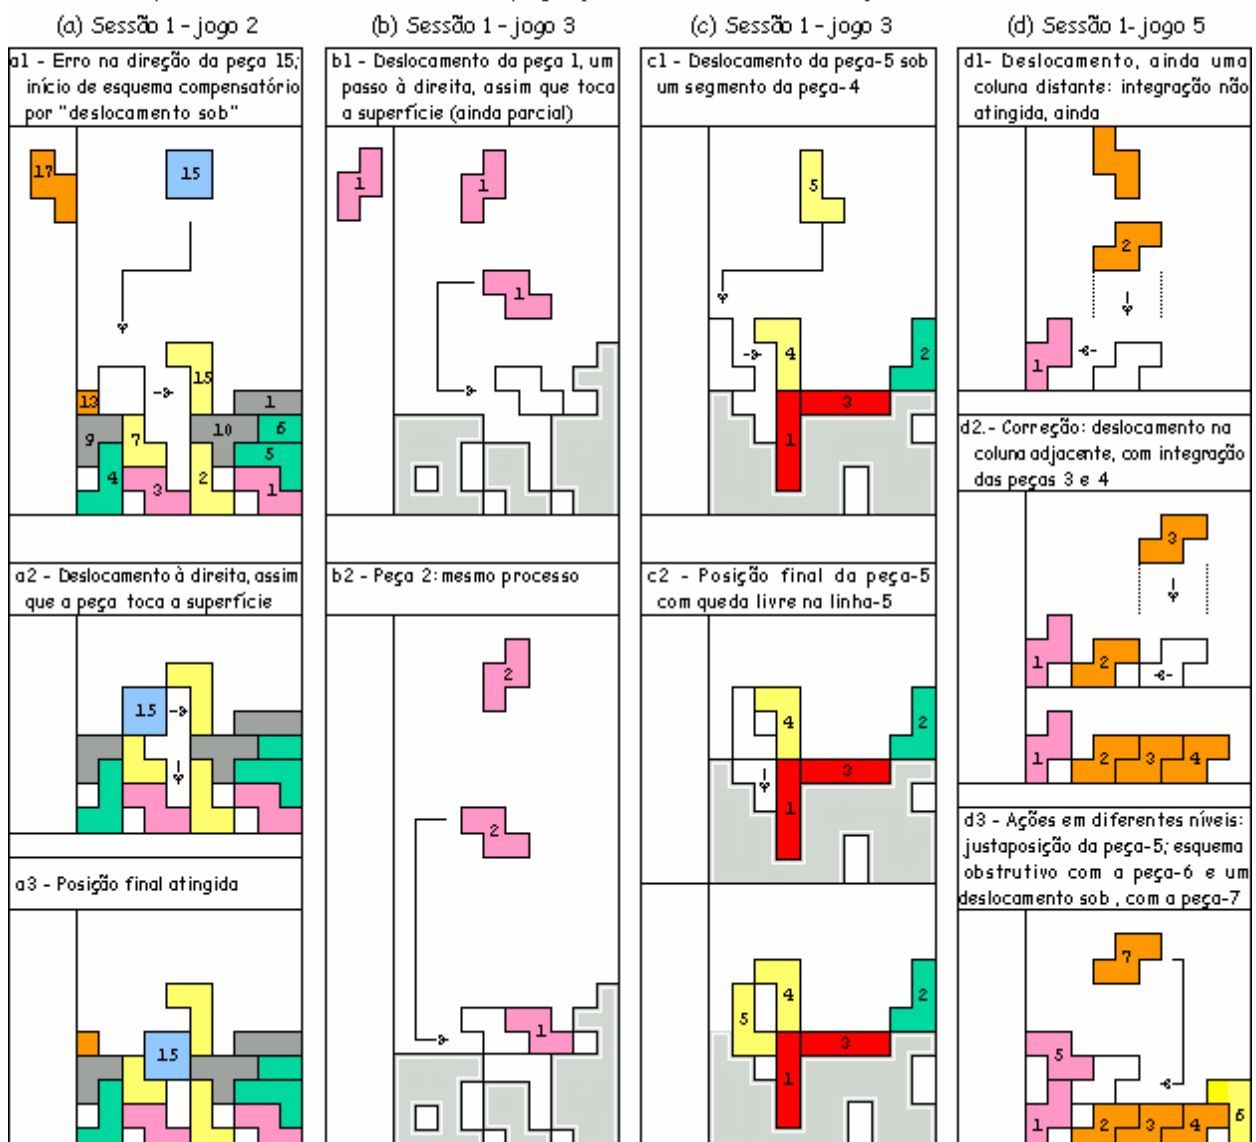 (a) Sessão 1 - jogo 2
a1 - Erro na direção da peça 15;
início de esquema compensatório
por "deslocamento sob"
17
15
15
13
1
9
7
10
6
5
4
3
2
1
a2 - Deslocamento à direita, assim
que a peça toca a superfície
15
a3 - Posição final atingida
15
(b) Sessão 1 - jogo 3
b1 - Deslocamento da peça 1, um
passo à direita, assim que toca
a superfície (ainda parcial)
1
1
1
b2 - Peça 2: mesmo processo
2
2
1
(c) Sessão 1 - jogo 3
c1 - Deslocamento da peça-5 sob
um segmento da peça-4
5
4
2
3
1
c2 - Posição final da peça-5
com queda livre na linha-5
4
2
3
1
4
5
2
3
1
(d) Sessão 1- jogo 5
d1- Deslocamento, ainda uma
coluna distante: integração não
atingida, ainda
2
1
d2.- Correção: deslocamento na
coluna adjacente, com integração
das peças 3 e 4
3
1
2
1
2
3
4
d3 - Ações em diferentes níveis:
justaposição da peça-5; esquema
obstrutivo com a peça-6 e um
deslocamento sob , com a peça-7
7
5
1
2
3
4
6